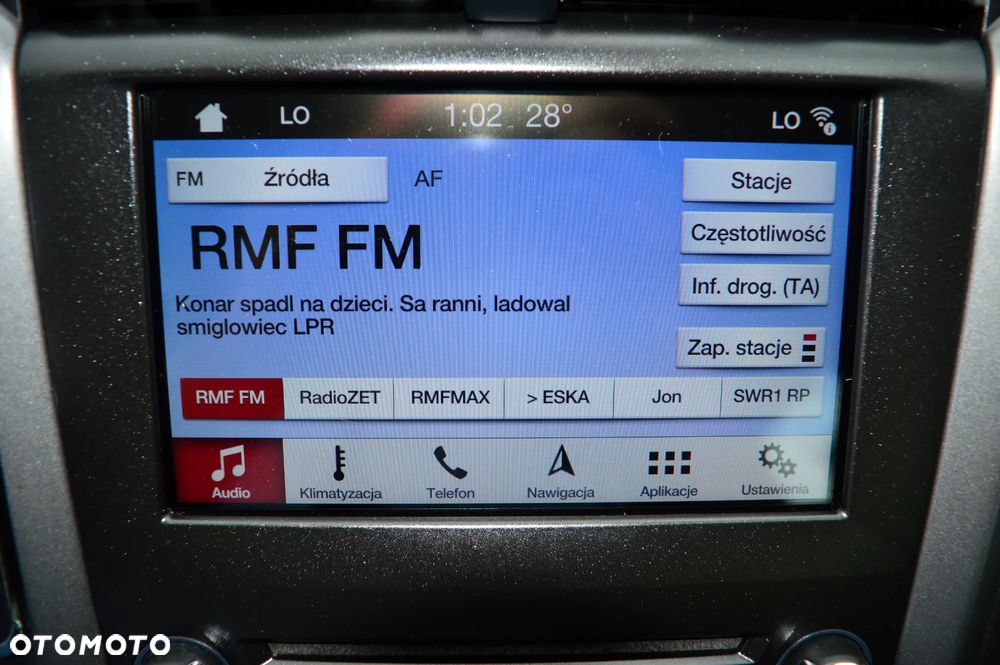 LO 1:02 28° LO
FM Źródła AF Stacje
RMF FM
Częstotliwość
Inf. drog. (TA)
Konar spadl na dzieci. Sa ranni, ladowal
smiglowiec LPR
Zap. stacje
RMF FM RadioZET RMFMAX > ESKA Jon SWR1 RP
Audio Klimatyzacja Telefon Nawigacja Aplikacje Ustawienia
OTOMOTO